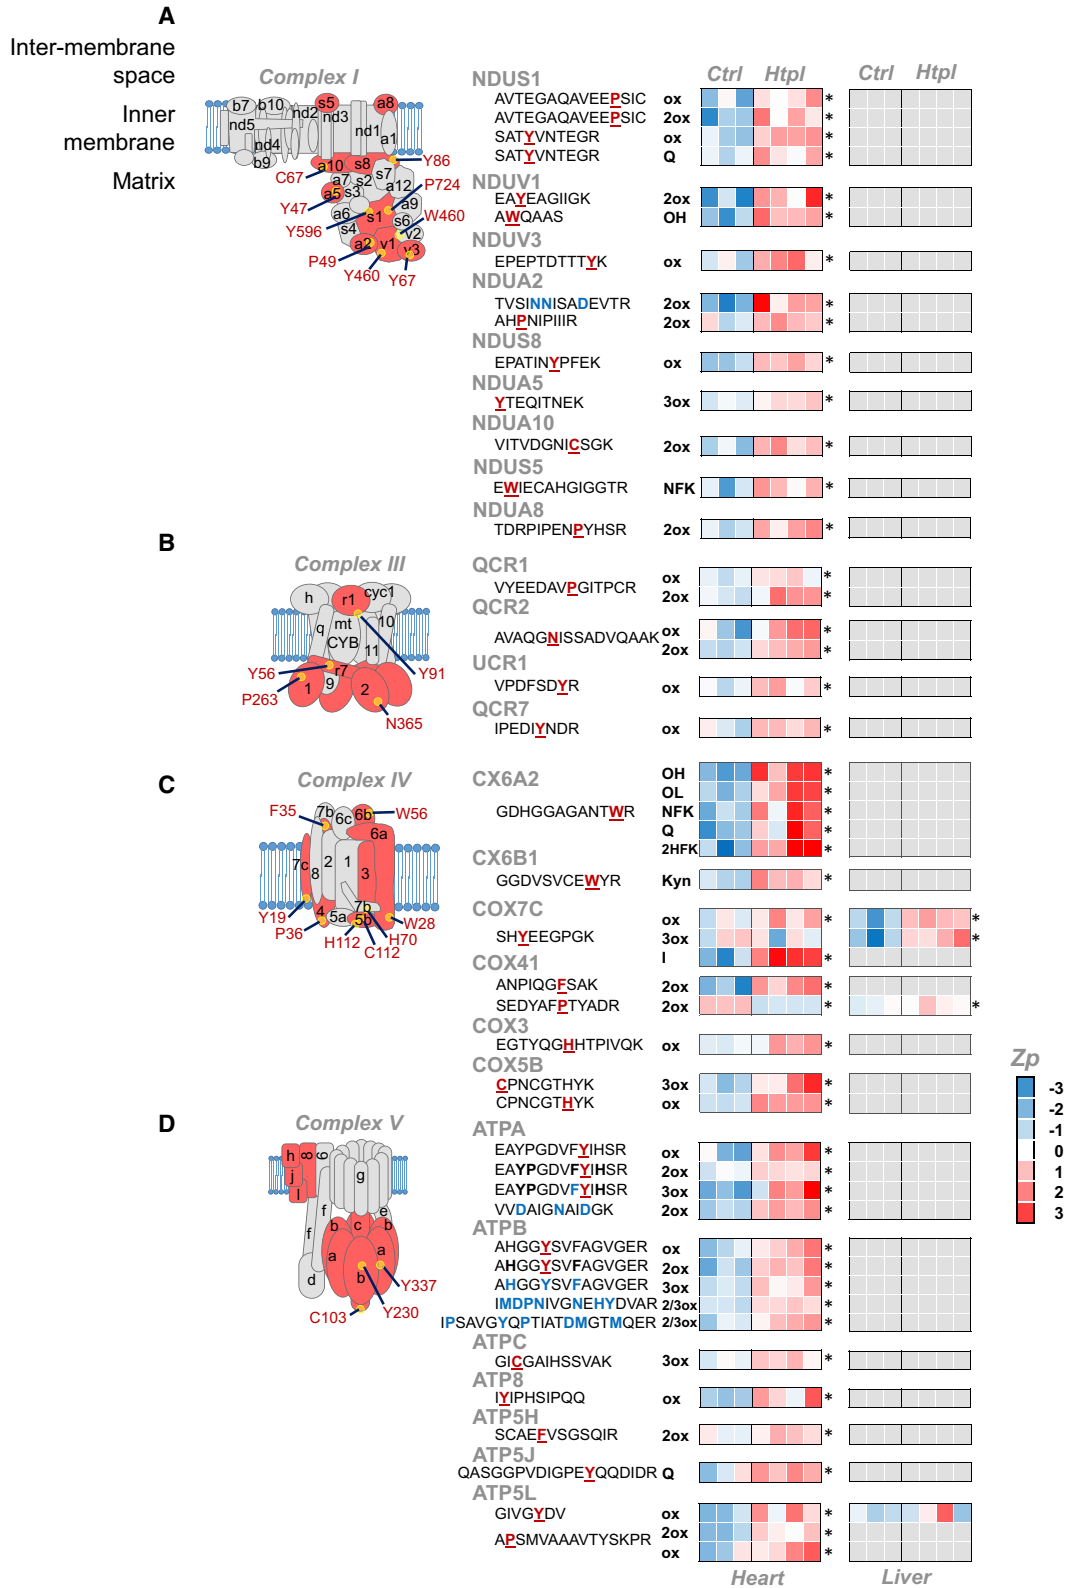 A
Inter-membrane
space
Inner
membrane
Matrix
Complex I
b7
b10
nd2
s5
nd3
a8
nd5
nd4
nd1
a1
b9
a10
s8
s7
a7
s2
a12
a5
s3
a6
s1
a9
s4
s6
v2
a2
v1
v3
C67
Y47
Y596
P49
Y460
Y67
Y86
P724
W460
Ctrl Htpl Ctrl Htpl
NDUS1
AVTEGAQAVEEPSIC ox *
AVTEGAQAVEEPSIC 2ox *
SATYVNTEGR ox *
SATYVNTEGR Q *
NDUV1
EAYEAGIIGK 2ox *
AWQAAS OH *
NDUV3
EPEPTDTTTYK ox *
NDUA2
TVSINNISADEVTR 2ox *
AHPNIPIIIR 2ox *
NDUS8
EPATINYPFEK ox *
NDUA5
YTEQITNEK 3ox *
NDUA10
VITVDGNICSGK 2ox *
NDUS5
EWIECAHGIGGTR NFK *
NDUA8
TDRPIPENPYHSR 2ox *
B
Complex III
h
r1
cyc1
q
mt
CYB
10
11
r7
1
9
2
Y56
P263
Y91
N365
QCR1
VYEEDAVPGITPCR ox *
2ox *
QCR2
AVAQGNISSADVQAAK ox *
2ox *
UCR1
VPDFSDYR ox *
QCR7
IPEDIYNDR ox *
C
Complex IV
7b
6c
6b
6a
7c
8
2
1
3
7b
4
5a
5b
F35
W56
Y19
P36
H112
C112
H70
W28
CX6A2
GDHGGAGANTWR
OH *
OL *
NFK *
Q *
2HFK *
CX6B1
GGDVSVCEWYR Kyn *
COX7C
SHYEEGPGK
ox * *
3ox *
I *
COX41
ANPIQGFSAK 2ox *
SEDYAFPTYADR 2ox * *
COX3
EGTYQGHHTPIVQK ox *
COX5B
CPNCGTHYK 3ox *
CPNCGTHYK ox *
Zp
-3
-2
-1
0
1
2
3
D
Complex V
h
8
6
j
l
g
f
e
f
b
c
b
a
a
d
b
Y337
Y230
C103
ATPA
EAYPGDVFYIHSR ox *
EAYPGDVFYIHSR 2ox *
EAYPGDVFYIHSR 3ox *
VVDAIGNAIDGK 2ox *
ATPB
AHGGYSVFAGVGER ox *
AHGGYSVFAGVGER 2ox *
AHGGYSVFAGVGER 3ox *
IMDPNIVGNEHYDVAR 2/3ox *
IPSAVGYQPTIATDMGTMQER 2/3ox *
ATPC
GICGAIHSSVAK 3ox *
ATP8
IYIPHSIPQQ ox *
ATP5H
SCAEFVSGSQIR 2ox *
ATP5J
QASGGPVDIGPEYQQDIDR Q *
ATP5L
GIVGYDV ox *
APSMVAAAVTYSKPR 2ox *
ox *
Heart Liver